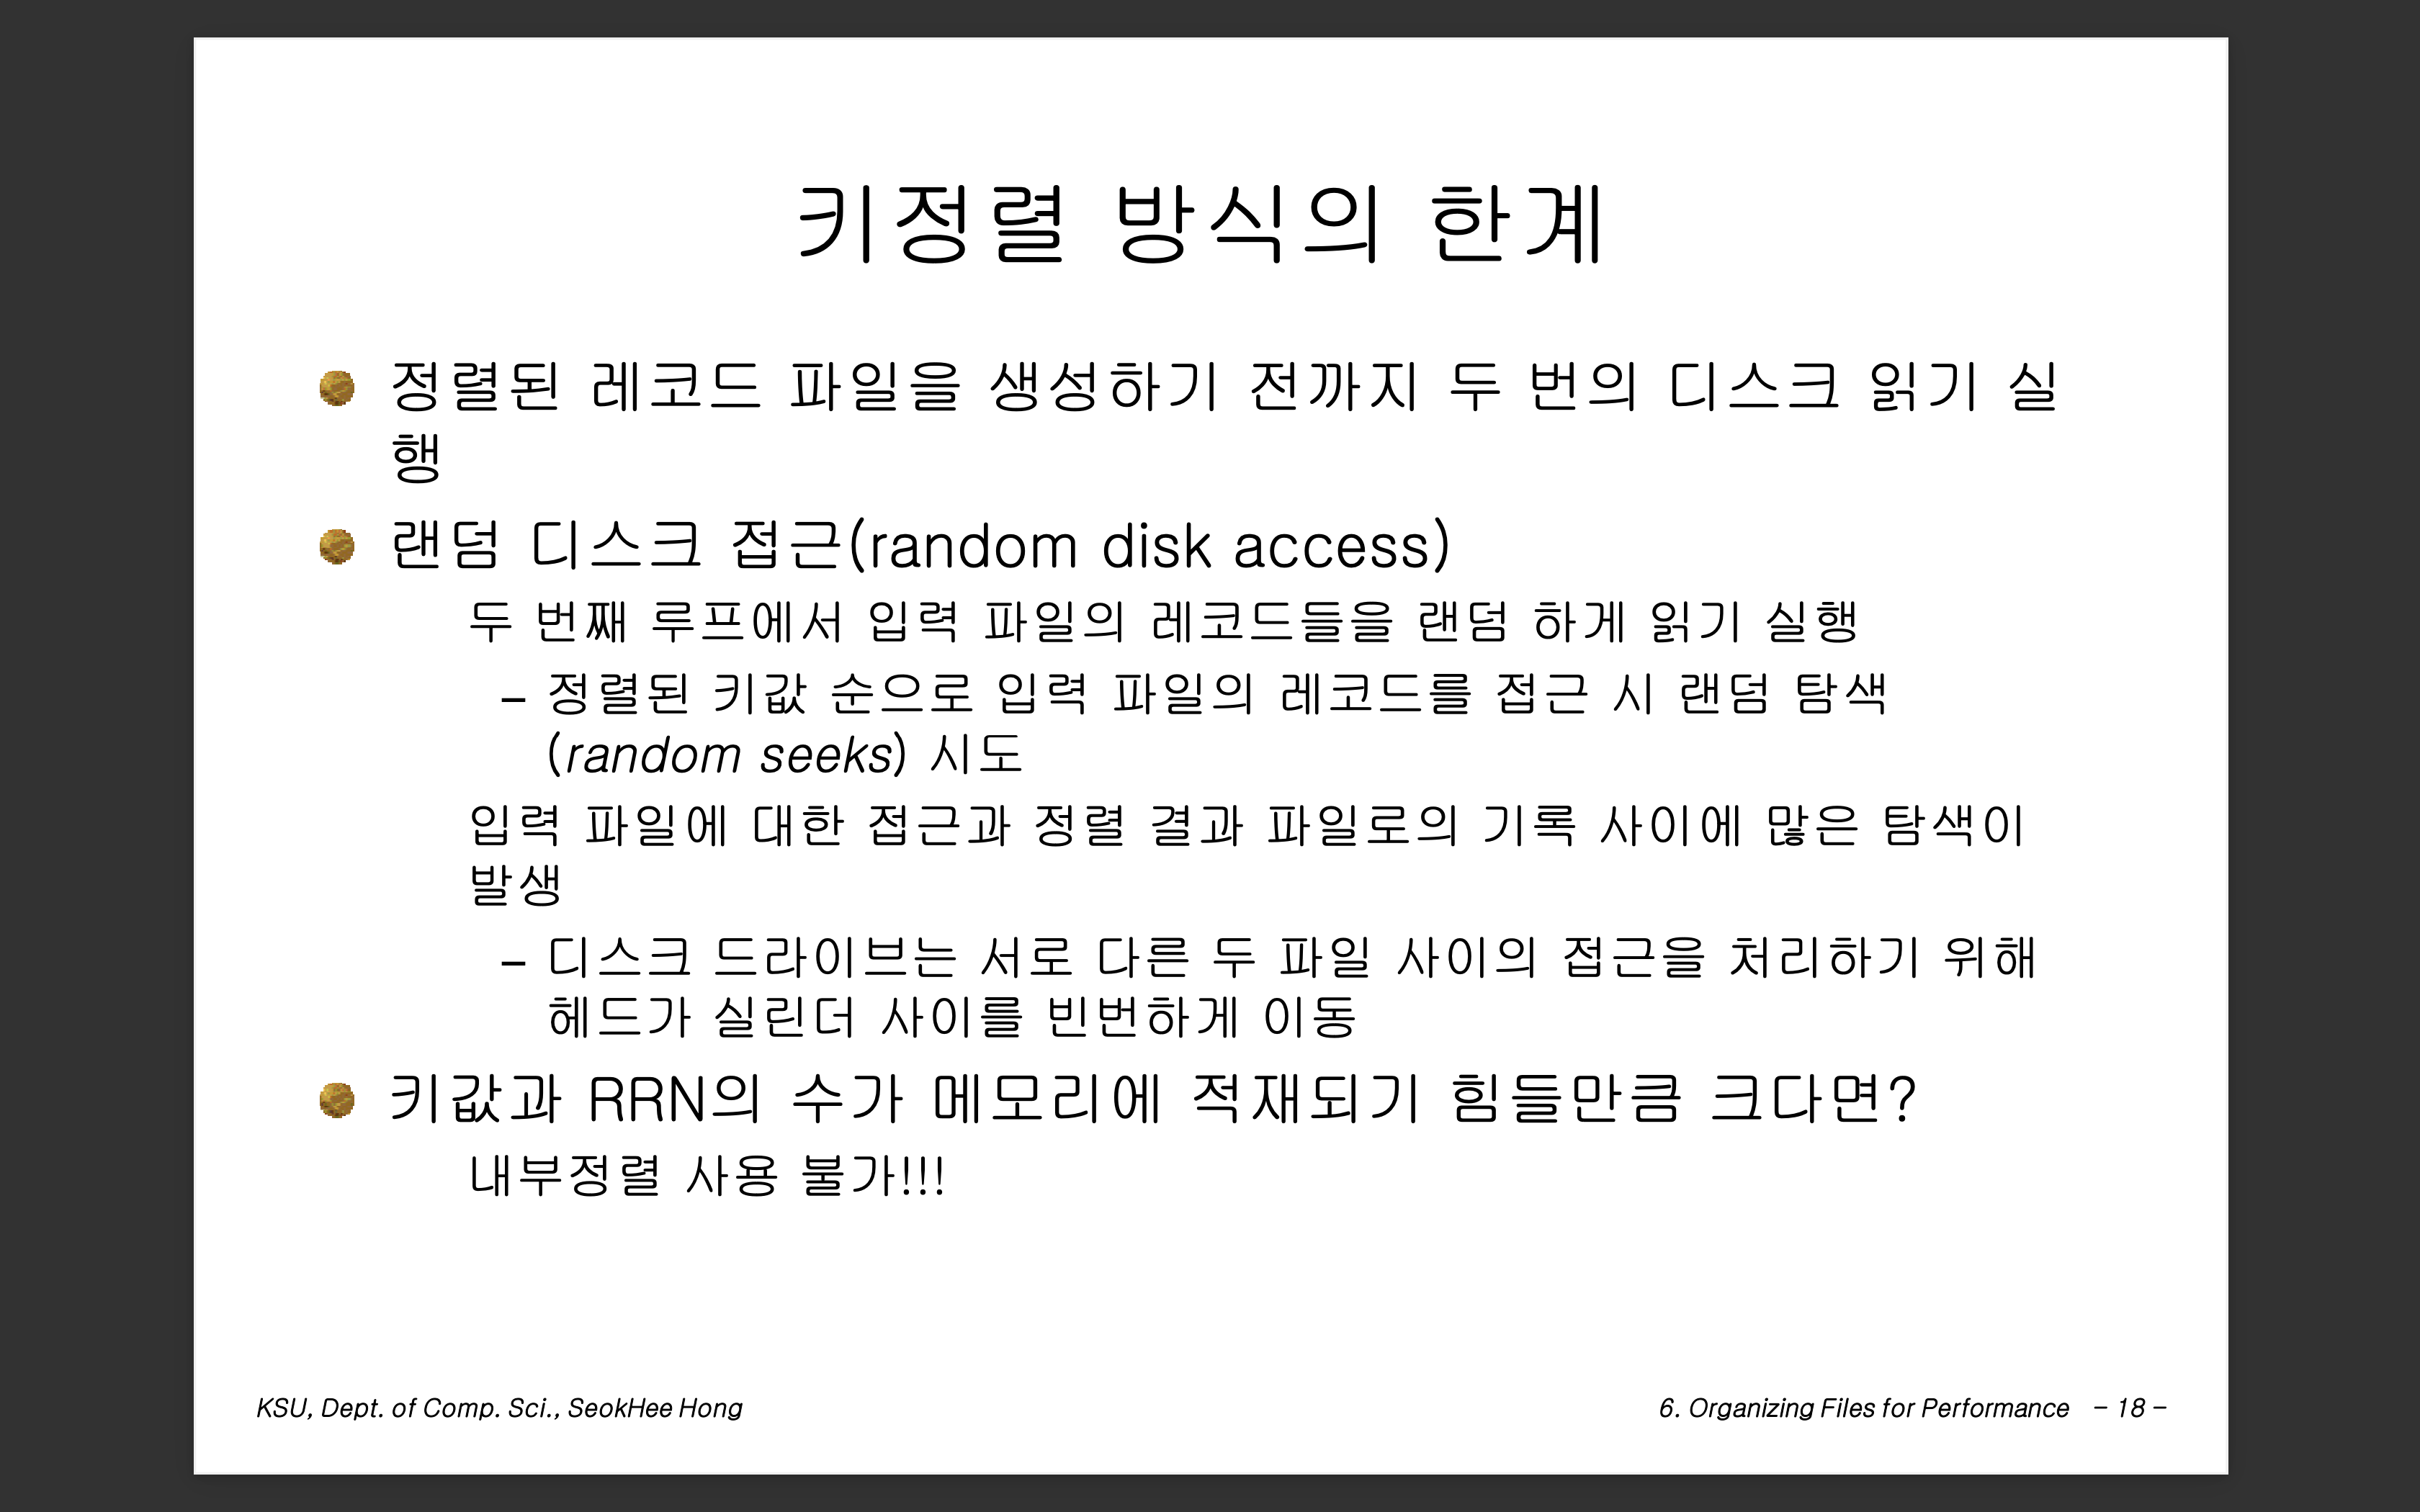 키정렬 방식의 한계
정렬된 레코드 파일을 생성하기 전까지 두 번의 디스크 읽기 실
행
랜덤 디스크 접근(random disk access)
두 번째 루프에서 입력 파일의 레코드들을 랜덤 하게 읽기 실행
– 정렬된 키값 순으로 입력 파일의 레코드를 접근 시 랜덤 탐색
(random seeks) 시도
입력 파일에 대한 접근과 정렬 결과 파일로의 기록 사이에 많은 탐색이
발생
– 디스크 드라이브는 서로 다른 두 파일 사이의 접근을 처리하기 위해
헤드가 실린더 사이를 빈번하게 이동
키값과 RRN의 수가 메모리에 적재되기 힘들만큼 크다면?
내부정렬 사용 불가!!!
KSU, Dept. of Comp. Sci., SeokHee Hong
6. Organizing Files for Performance – 18 –